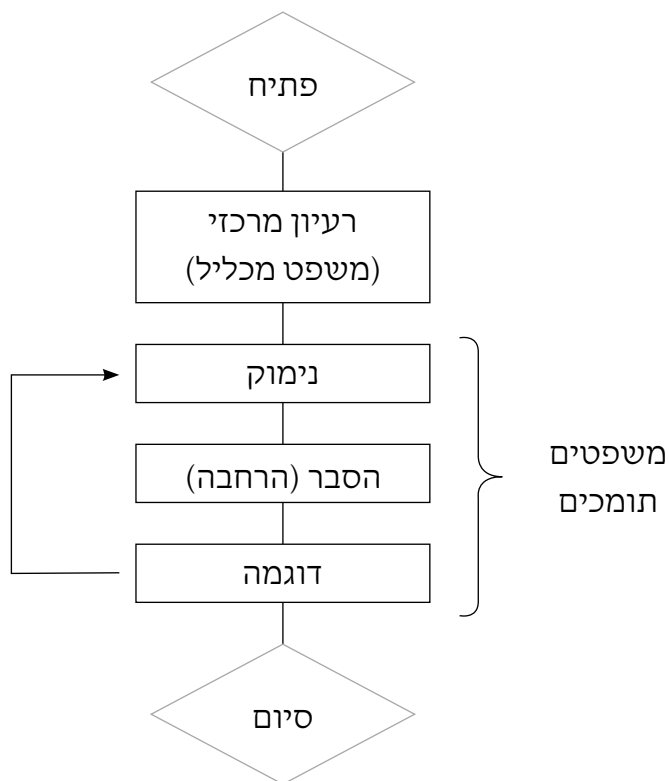 פתיח
רעיון מרכזי
(משפט מכליל)
נימוק
הסבר (הרחבה)
דוגמה
משפטים
תומכים
סיום